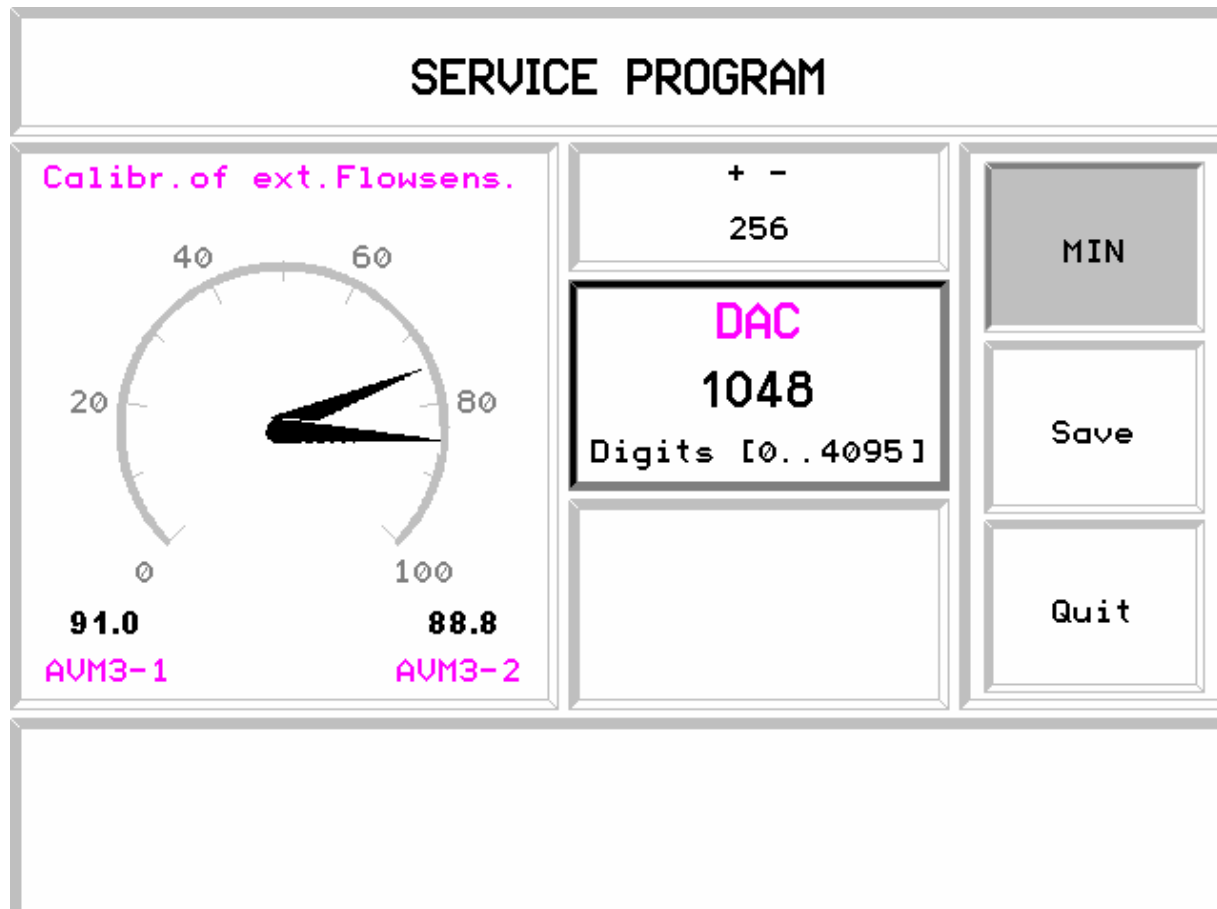 SERVICE PROGRAM
Calibr.of ext.Flowsens.
40
60
20
80
0
100
91.0
88.8
AVM3-1
AVM3-2
+ -
256
DAC
1048
Digits [0..4095]
MIN
Save
Quit